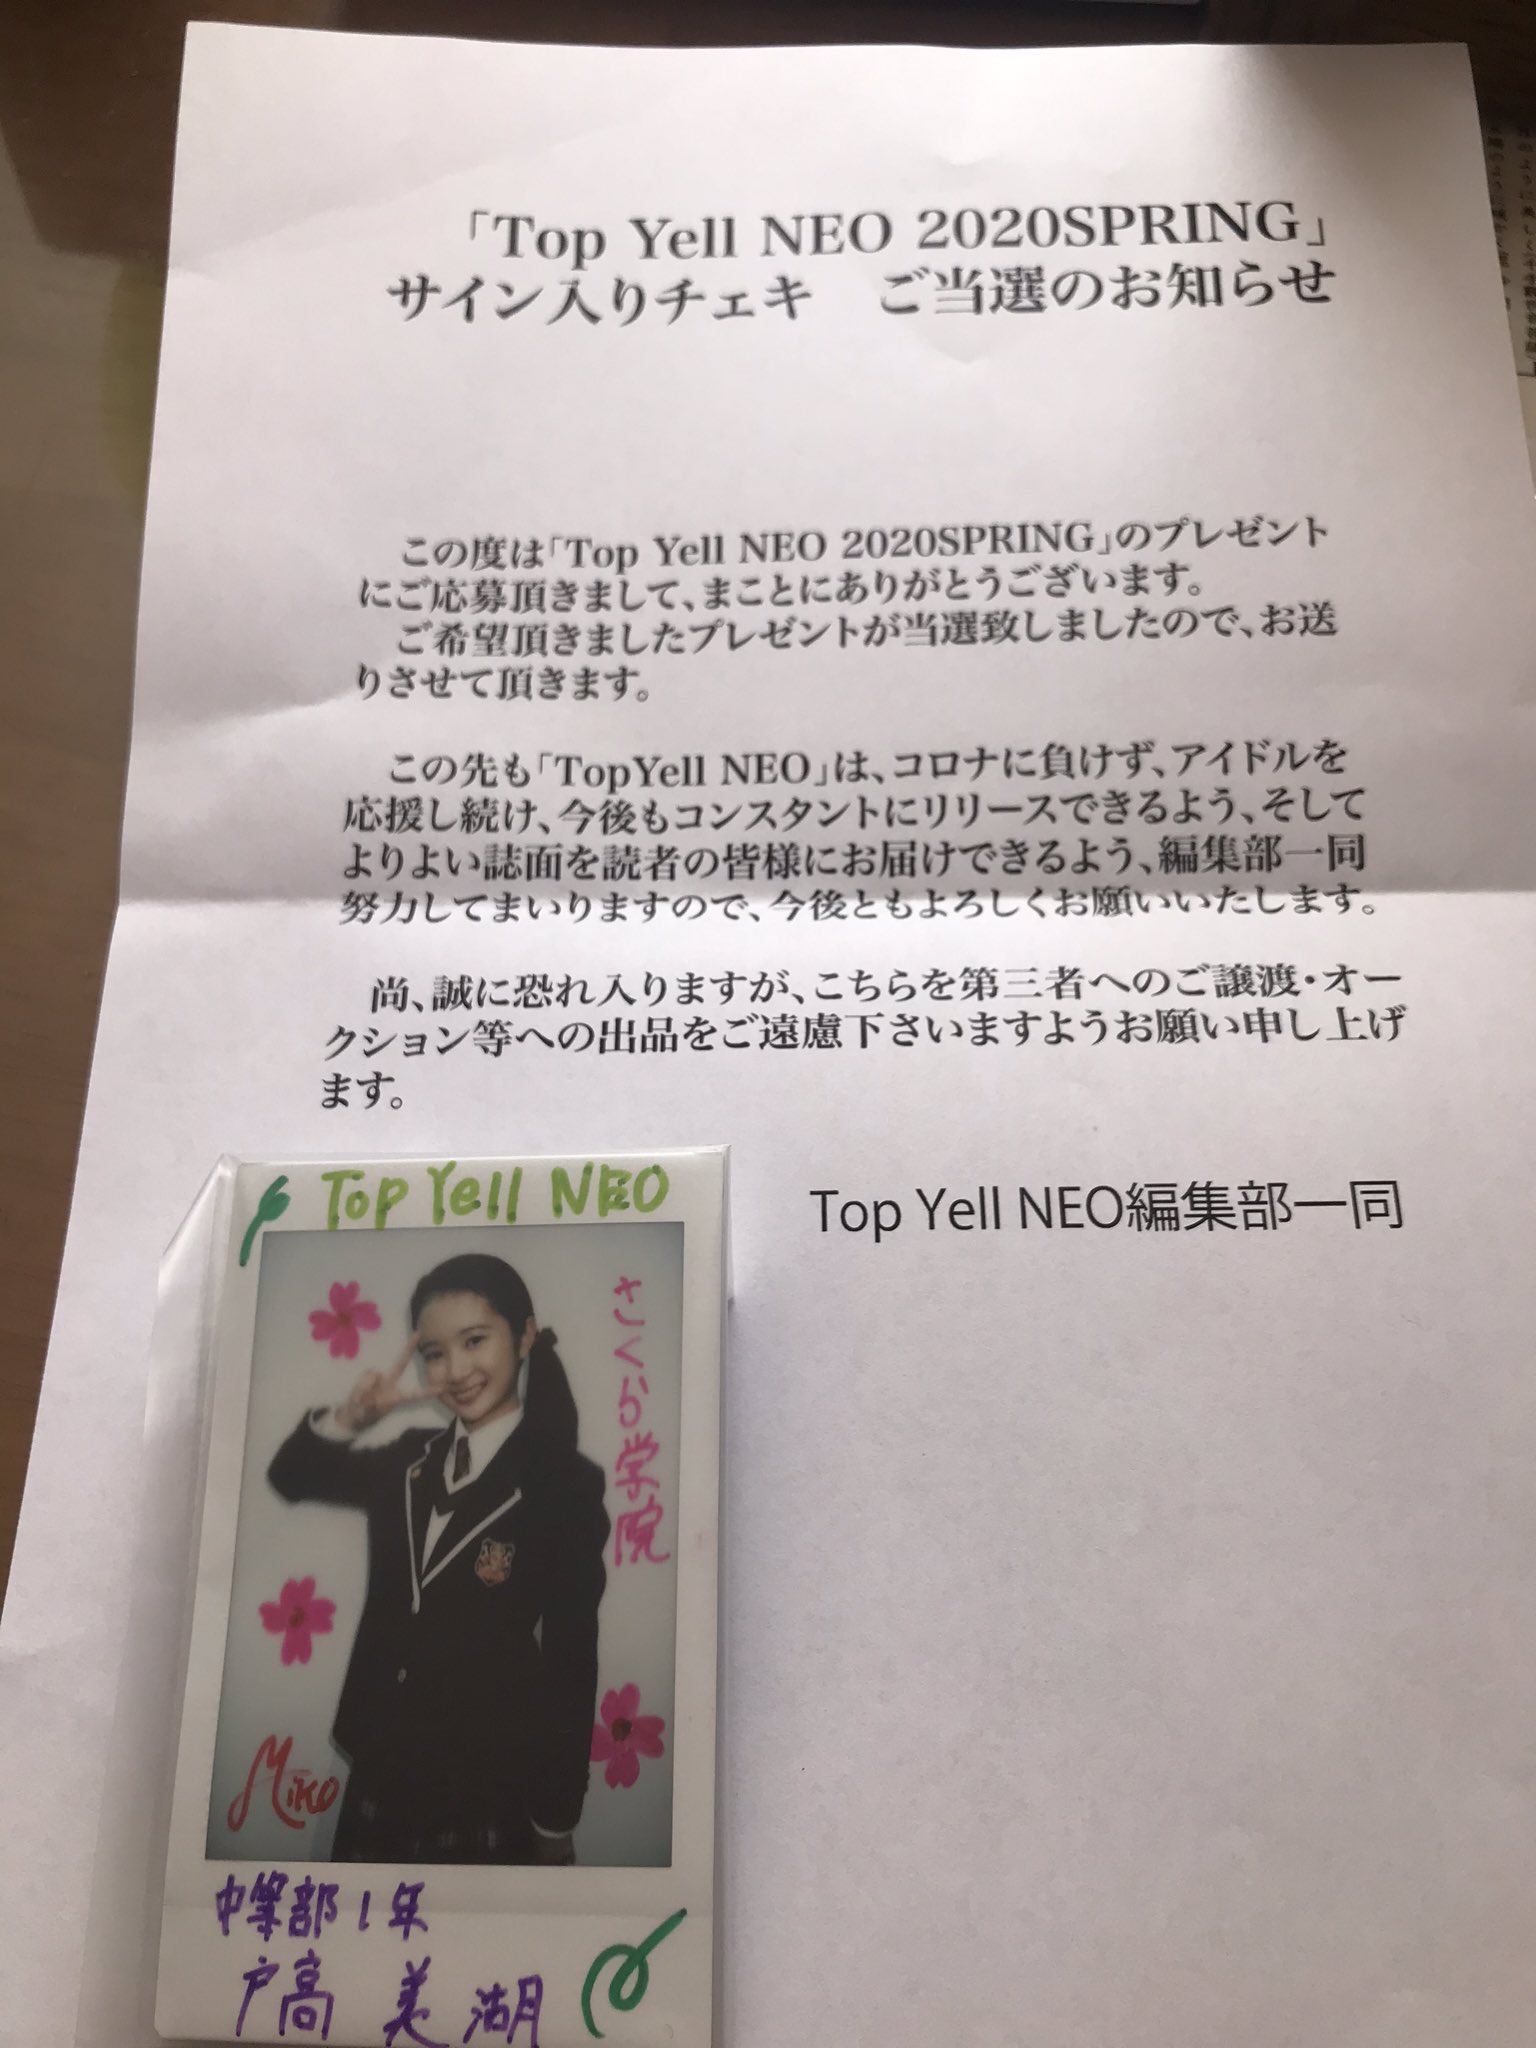 「Top Yell NEO 2020SPRING」
サイン入りチェキ　ご当選のお知らせ
この度は「Top Yell NEO 2020SPRING」のプレゼント
にご応募頂きまして、まことにありがとうございます。
ご希望頂きましたプレゼントが当選致しましたので、お送
りさせて頂きます。
この先も「TopYell NEO」は、コロナに負けず、アイドルを
応援し続け、今後もコンスタントにリリースできるよう、そして
よりよい誌面を読者の皆様にお届けできるよう、編集部一同
努力してまいりますので、今後ともよろしくお願いいたします。
尚、誠に恐れ入りますが、こちらを第三者へのご譲渡・オー
クション等への出品をご遠慮下さいますようお願い申し上げ
ます。
Top Yell NEO編集部一同
Top Yell NEO
さくら学院
Miko
中等部1年
戸高 美湖